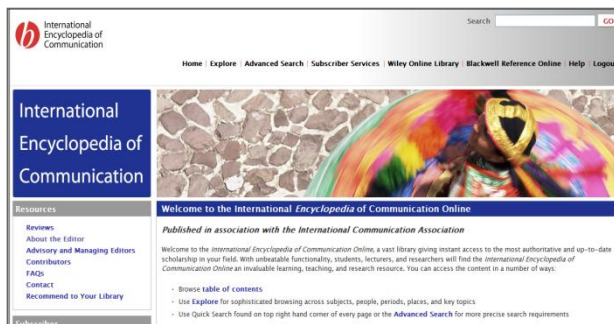 International
Encyclopedia of
Communication
Search
GO
Home | Explore | Advanced Search | Subscriber Services | Wiley Online Library | Blackwell Reference Online | Help | Logout
International
Encyclopedia of
Communication
Resources
Reviews
About the Editor
Advisory and Managing Editors
Contributors
FAQs
Contact
Recommend to Your Library
Subscriber
Welcome to the International Encyclopedia of Communication Online
Published in association with the International Communication Association
Welcome to the International Encyclopedia of Communication Online, a vast library giving instant access to the most authoritative and up-to-date
scholarship in your field. With unbeatable functionality, students, lecturers, and researchers will find the International Encyclopedia of
Communication Online an invaluable learning, teaching, and research resource. You can access the content in a number of ways:
- Browse table of contents
- Use Explore for sophisticated browsing across subjects, people, periods, places, and key topics
- Use Quick Search found on top right hand corner of every page or the Advanced Search for more precise search requirements